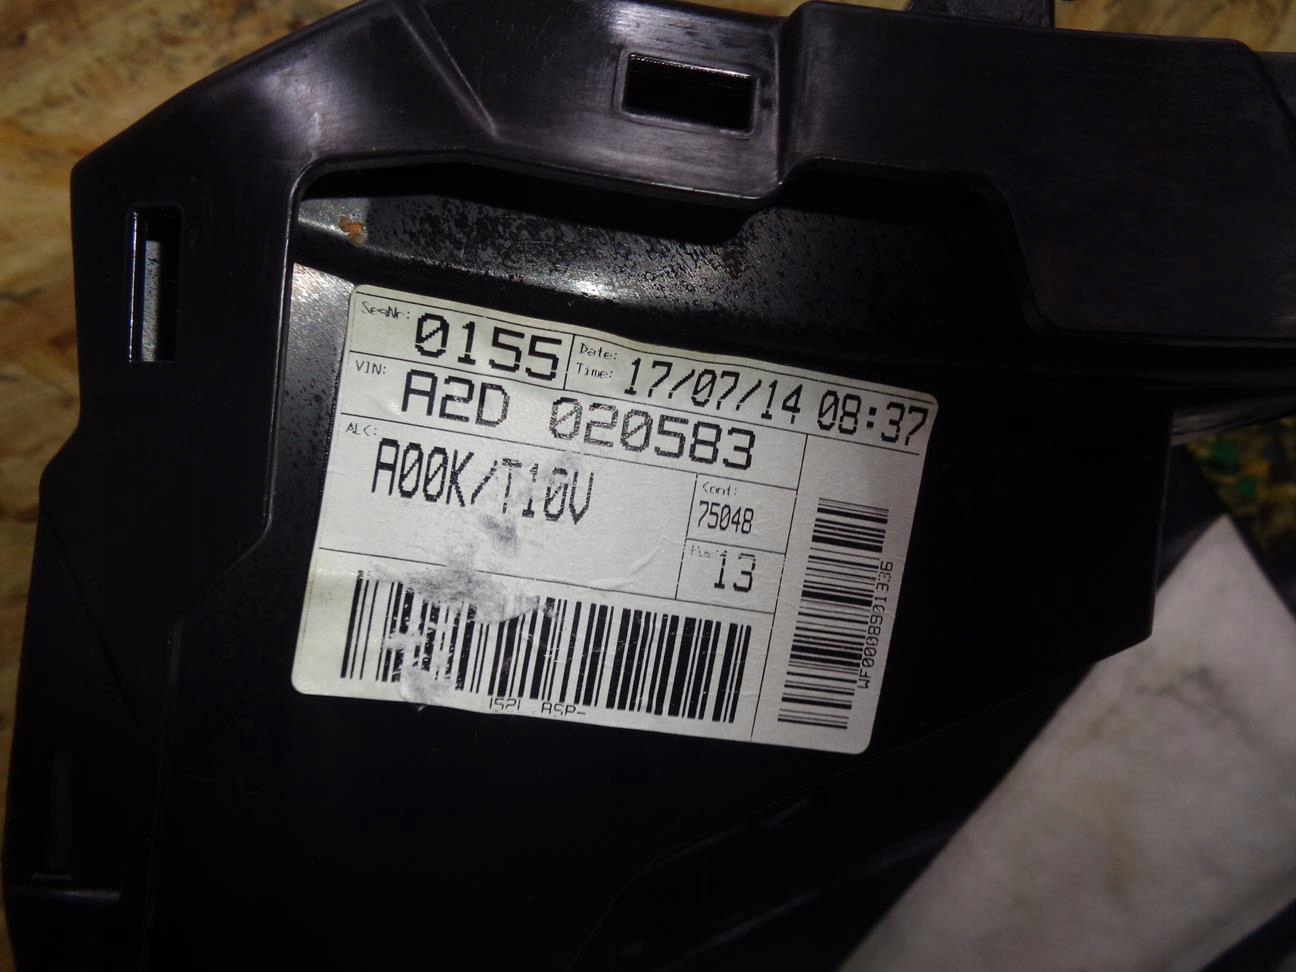 SeqNr: 0155
Date:
Time: 17/07/14 08:37
VIN: A2D 020583
ALC: A00K/T10V
Cont: 75048
Pos: 13
WF0008901336